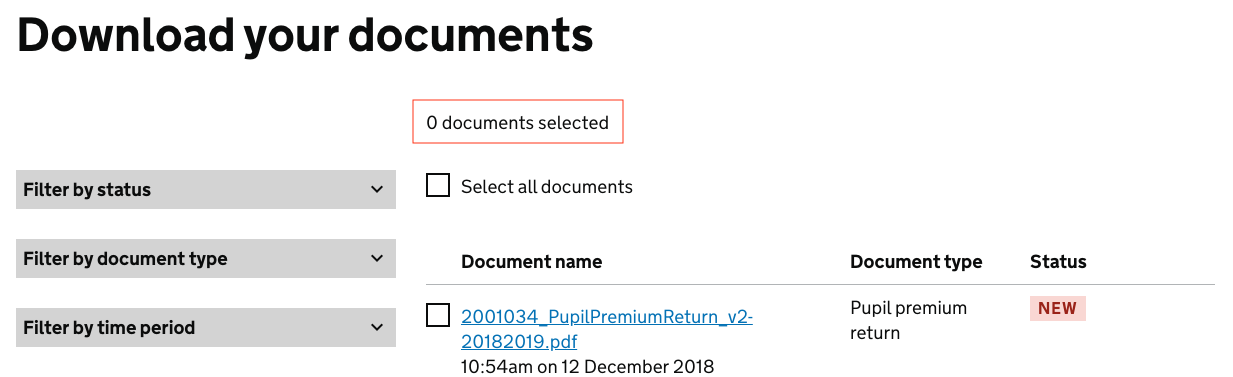 Download your documents
0 documents selected
Filter by status
Filter by document type
Filter by time period
Select all documents
Document name Document type Status
2001034_PupilPremiumReturn_v2-
20182019.pdf
10:54am on 12 December 2018
Pupil premium
return
NEW